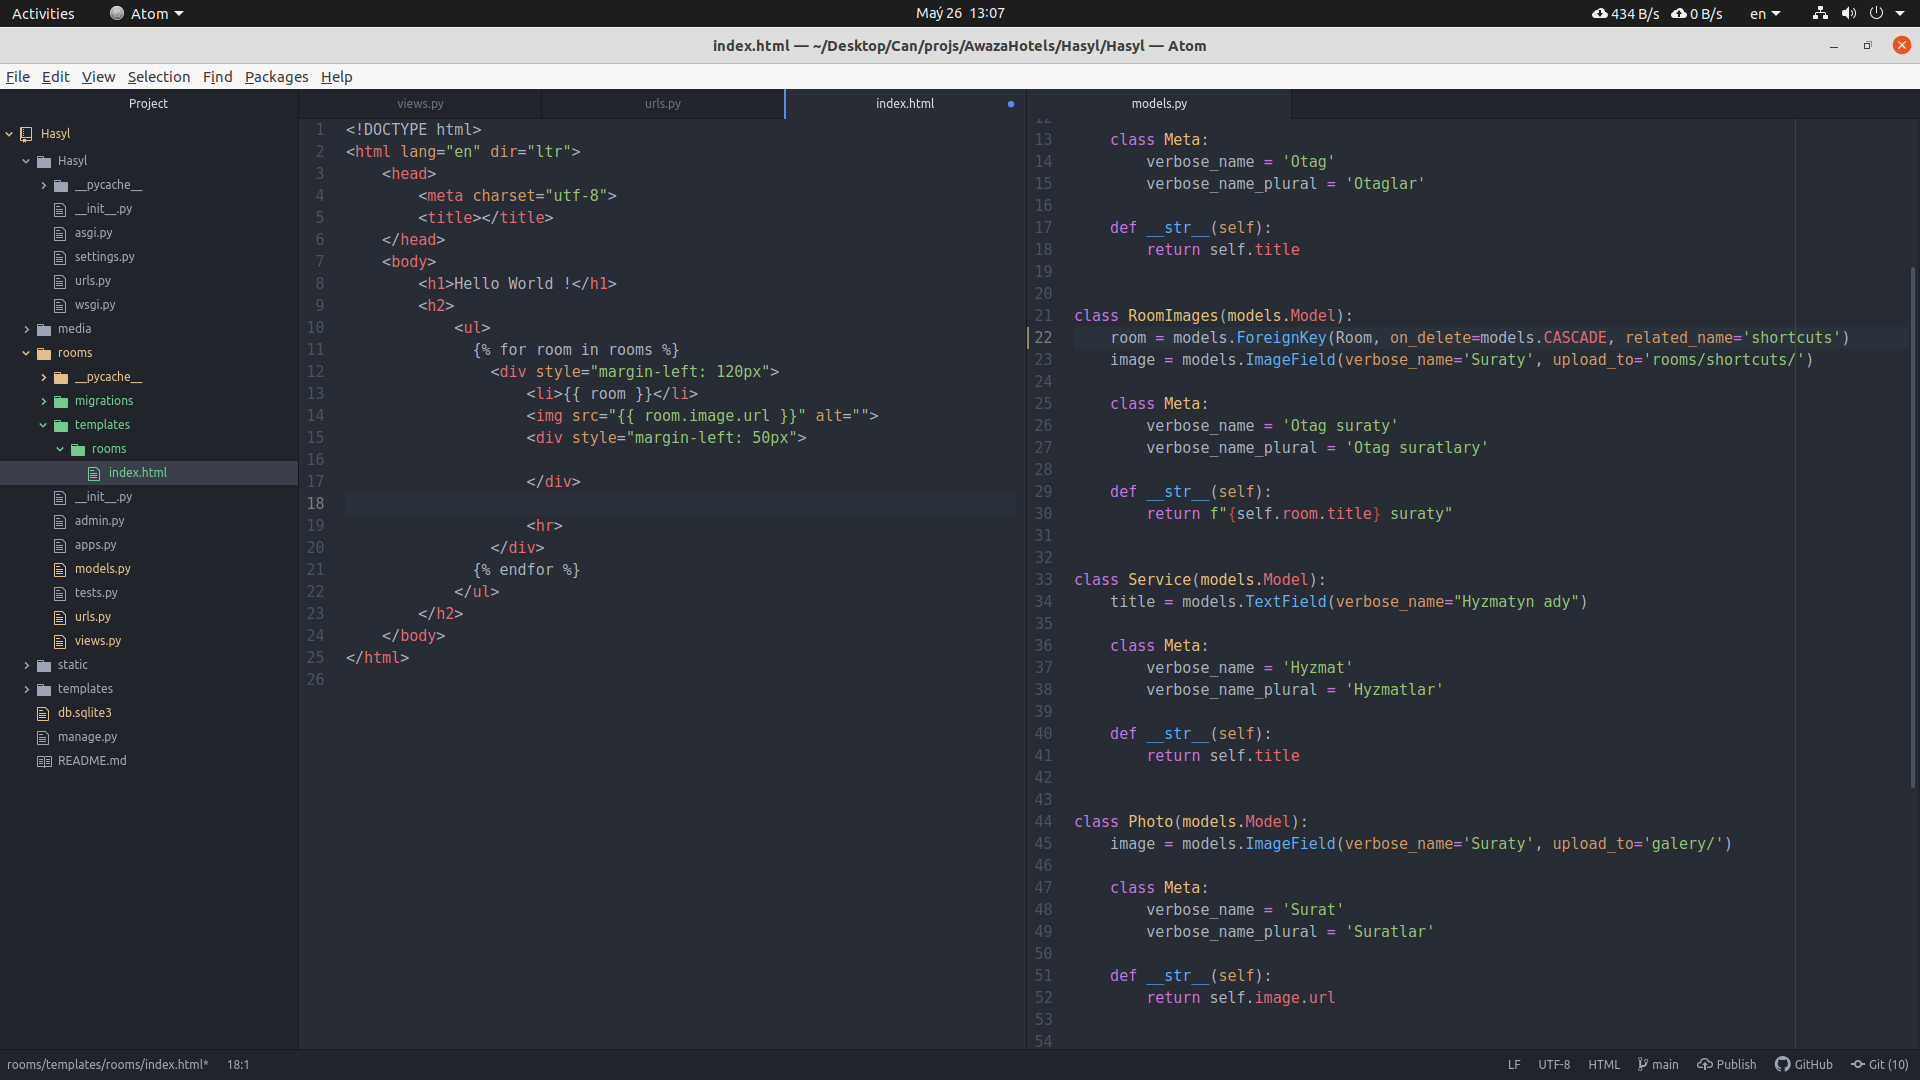 Activities
Atom
Maý 26 13:07
434 B/s
0 B/s
en
index.html — ~/Desktop/Can/projs/AwazaHotels/Hasyl/Hasyl — Atom
File Edit View Selection Find Packages Help
Project
Hasyl
Hasyl
__pycache__
__init__.py
asgi.py
settings.py
urls.py
wsgi.py
media
rooms
__pycache__
migrations
templates
rooms
index.html
__init__.py
admin.py
apps.py
models.py
tests.py
urls.py
views.py
static
templates
db.sqlite3
manage.py
README.md
views.py
urls.py
index.html
1 <!DOCTYPE html>
2 <html lang="en" dir="ltr">
3 <head>
4 <meta charset="utf-8">
5 <title></title>
6 </head>
7 <body>
8 <h1>Hello World !</h1>
9 <h2>
10 <ul>
11 {% for room in rooms %}
12 <div style="margin-left: 120px">
13 <li>{{ room }}</li>
14 <img src="{{ room.image.url }}" alt="">
15 <div style="margin-left: 50px">
16
17 </div>
18
19 <hr>
20 </div>
21 {% endfor %}
22 </ul>
23 </h2>
24 </body>
25 </html>
26
models.py
12
13 class Meta:
14 verbose_name = 'Otag'
15 verbose_name_plural = 'Otaglar'
16
17 def __str__(self):
18 return self.title
19
20
21 class RoomImages(models.Model):
22 room = models.ForeignKey(Room, on_delete=models.CASCADE, related_name='shortcuts')
23 image = models.ImageField(verbose_name='Suraty', upload_to='rooms/shortcuts/')
24
25 class Meta:
26 verbose_name = 'Otag suraty'
27 verbose_name_plural = 'Otag suratlary'
28
29 def __str__(self):
30 return f"{self.room.title} suraty"
31
32
33 class Service(models.Model):
34 title = models.TextField(verbose_name="Hyzmatyn ady")
35
36 class Meta:
37 verbose_name = 'Hyzmat'
38 verbose_name_plural = 'Hyzmatlar'
39
40 def __str__(self):
41 return self.title
42
43
44 class Photo(models.Model):
45 image = models.ImageField(verbose_name='Suraty', upload_to='galery/')
46
47 class Meta:
48 verbose_name = 'Surat'
49 verbose_name_plural = 'Suratlar'
50
51 def __str__(self):
52 return self.image.url
53
54
rooms/templates/rooms/index.html* 18:1
LF UTF-8 HTML main Publish GitHub Git (10)